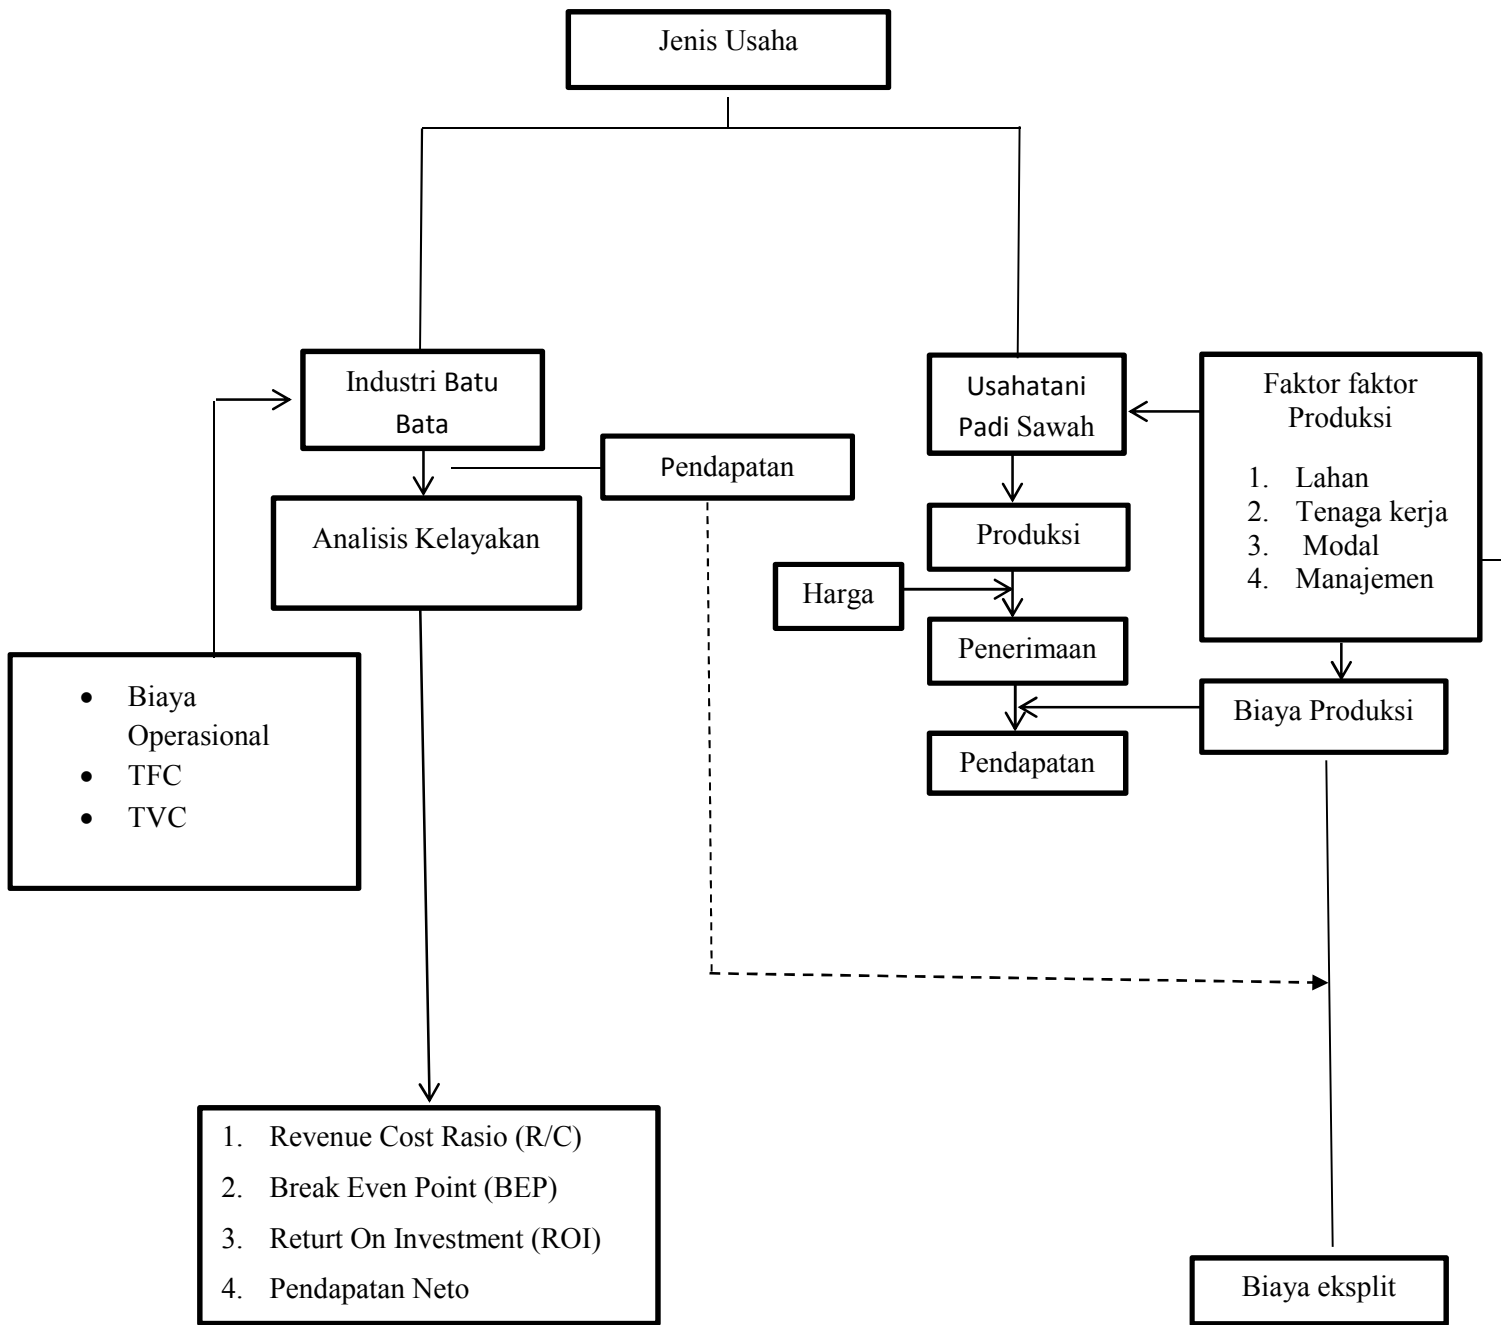 Jenis Usaha
Industri Batu
Bata
Usahatani
Padi Sawah
Faktor faktor
Produksi
1. Lahan
2. Tenaga kerja
3. Modal
4. Manajemen
Pendapatan
Analisis Kelayakan
Produksi
Harga
Penerimaan
Biaya Produksi
Pendapatan
• Biaya
Operasional
• TFC
• TVC
1. Revenue Cost Rasio (R/C)
2. Break Even Point (BEP)
3. Returt On Investment (ROI)
4. Pendapatan Neto
Biaya eksplit